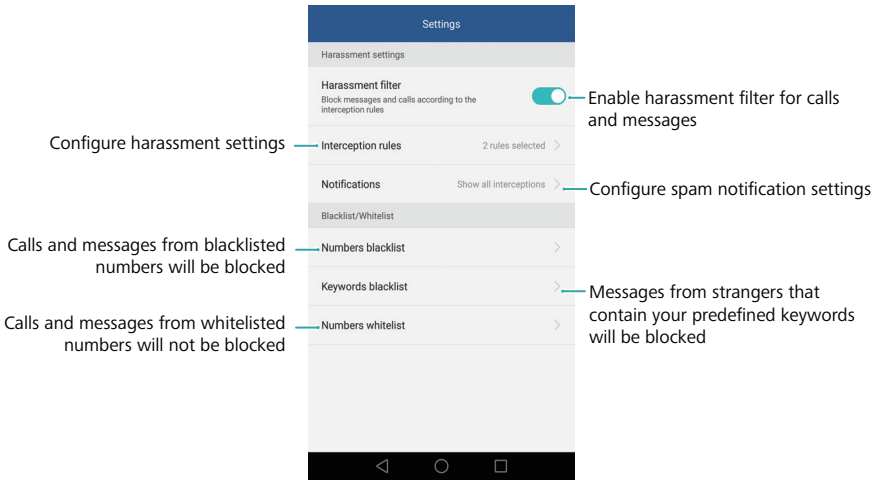 Settings
Harassment settings
Harassment filter
Block messages and calls according to the
interception rules
Enable harassment filter for calls
and messages
Configure harassment settings
Interception rules
2 rules selected
Notifications
Show all interceptions
Configure spam notification settings
Blacklist/Whitelist
Calls and messages from blacklisted
numbers will be blocked
Numbers blacklist
Keywords blacklist
Messages from strangers that
contain your predefined keywords
will be blocked
Calls and messages from whitelisted
numbers will not be blocked
Numbers whitelist